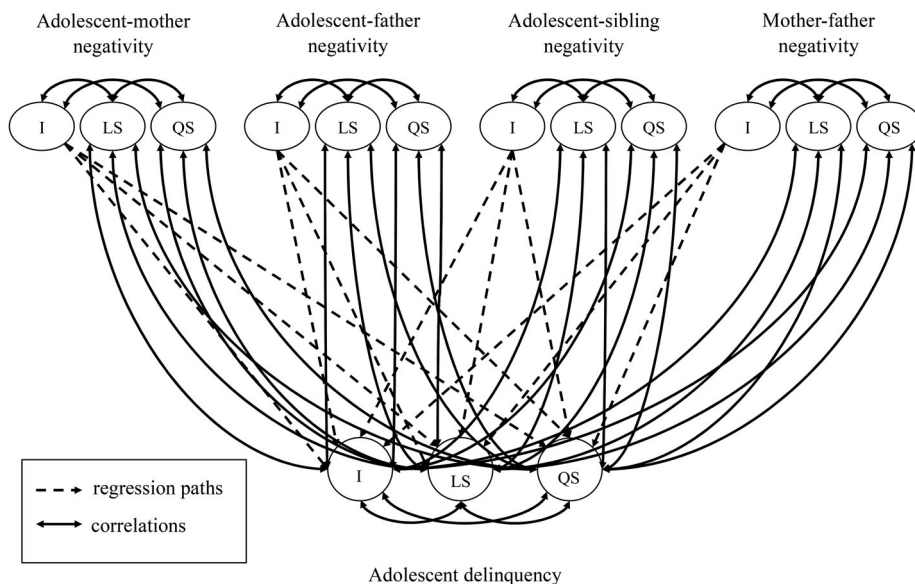 Adolescent-mother
negativity
Adolescent-father
negativity
Adolescent-sibling
negativity
Mother-father
negativity
I
LS
QS
I
LS
QS
I
LS
QS
I
LS
QS
I
LS
QS
regression paths
correlations
Adolescent delinquency